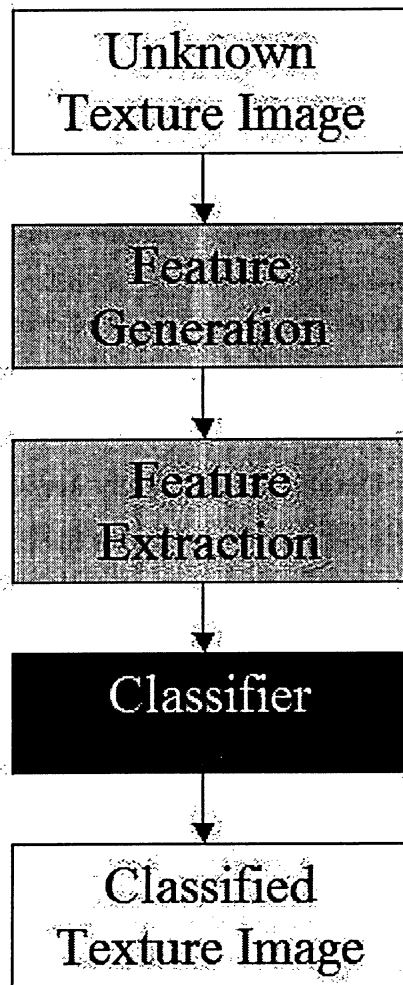 Unknown
Texture Image
Feature
Generation
Feature
Extraction
Classifier
Classified
Texture Image